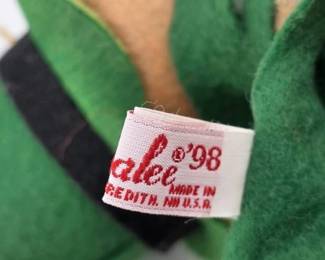 alee ® '98
MADE IN
REDITH, NH U.S.A.